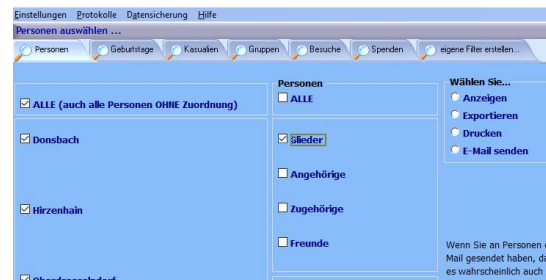 Einstellungen Protokolle Datensicherung Hilfe
Personen auswählen ...
Personen Geburtstage Kasualien Gruppen Besuche Spenden eigene Filter erstellen...
ALLE (auch alle Personen OHNE Zuordnung)
Donsbach
Hirzenhain
Personen
ALLE
Glieder
Angehörige
Zugehörige
Freunde
Wählen Sie...
Anzeigen
Exportieren
Drucken
E-Mail senden
Wenn Sie an Personen
Mail gesendet haben,
es wahrscheinlich auch